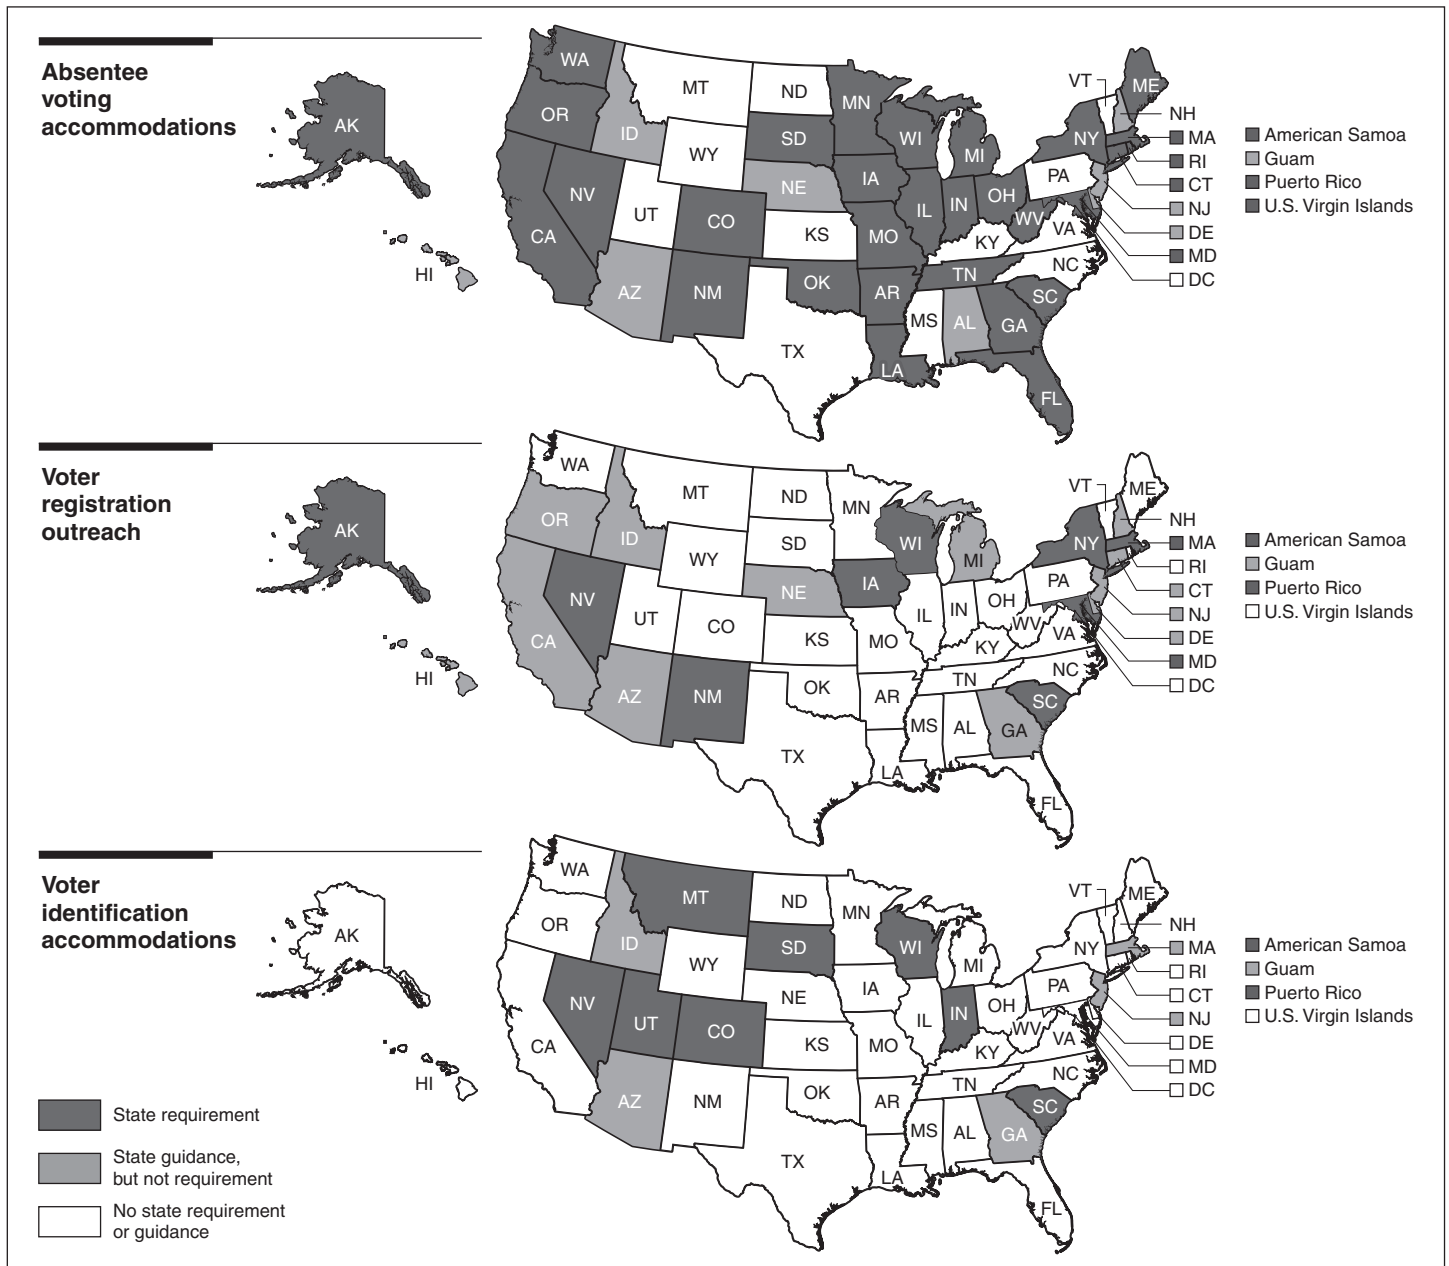 Absentee
voting
accommodations
AK
HI
WA
OR
CA
ID
NV
AZ
MT
WY
UT
CO
NM
ND
SD
NE
KS
OK
TX
MN
IA
MO
AR
LA
WI
IL
MI
IN
OH
KY
TN
MS
AL
GA
FL
SC
NC
VA
WV
PA
NY
VT
ME
NH
MA
RI
CT
NJ
DE
MD
DC
American Samoa
Guam
Puerto Rico
U.S. Virgin Islands
Voter
registration
outreach
AK
HI
WA
OR
CA
ID
NV
AZ
MT
WY
UT
CO
NM
ND
SD
NE
KS
OK
TX
MN
IA
MO
AR
LA
WI
IL
MI
IN
OH
KY
TN
MS
AL
GA
FL
SC
NC
VA
WV
PA
NY
VT
ME
NH
MA
RI
CT
NJ
DE
MD
DC
American Samoa
Guam
Puerto Rico
U.S. Virgin Islands
Voter
identification
accommodations
AK
HI
WA
OR
CA
ID
NV
AZ
MT
WY
UT
CO
NM
ND
SD
NE
KS
OK
TX
MN
IA
MO
AR
LA
WI
IL
MI
IN
OH
KY
TN
MS
AL
GA
FL
SC
NC
VA
WV
PA
NY
VT
ME
NH
MA
RI
CT
NJ
DE
MD
DC
American Samoa
Guam
Puerto Rico
U.S. Virgin Islands
State requirement
State guidance,
but not requirement
No state requirement
or guidance